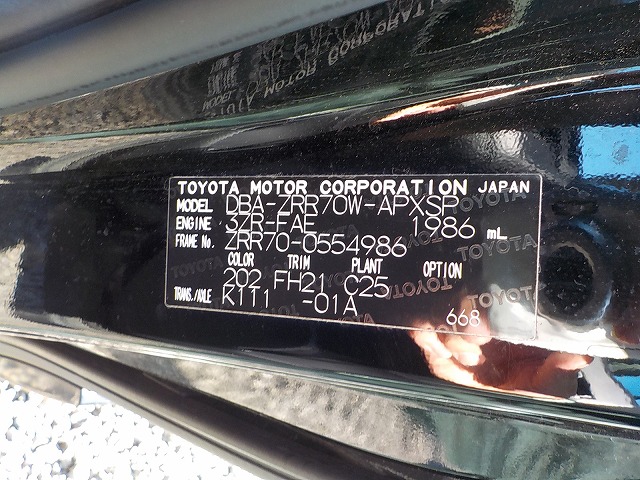 TOYOTA MOTOR CORPORATION JAPAN
MODEL DBA-ZRR70W-APXSP
ENGINE 3ZR-FAE 1986 mL
FRAME No. ZRR70-0554986
COLOR TRIM PLANT OPTION
202 FH21 C25
TRANS./AXLE K111 -01A
668